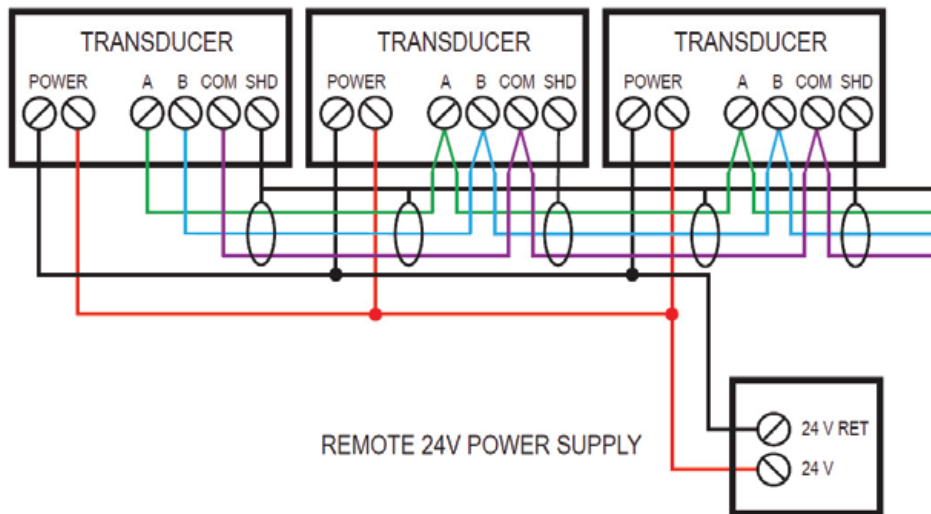 TRANSDUCER TRANSDUCER TRANSDUCER
POWER A B COM SHD POWER A B COM SHD POWER A B COM SHD
24 V RET
REMOTE 24V POWER SUPPLY
24 V